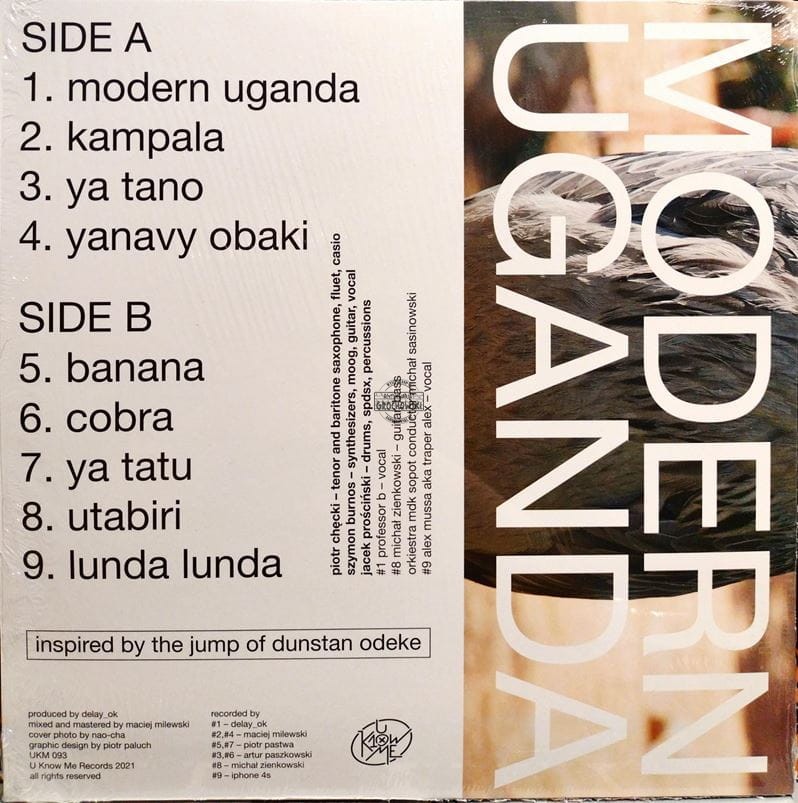 SIDE A
1. modern uganda
2. kampala
3. ya tano
4. yanavy obaki
SIDE B
5. banana
6. cobra
7. ya tatu
8. utabiri
9. lunda lunda
inspired by the jump of dunstan odeke
piotr chęcki – tenor and baritone saxophone, fluet, casio
szymon burnos – synthesizers, moog, guitar, vocal
jacek prościński – drums, spdsx, percussions
#1 professor b – vocal
#8 michał zienkowski – guitar, bass
orkiestra mdk sopot conductor michał sasinowski
#9 alex mussa aka traper alex – vocal
produced by delay_ok
mixed and mastered by maciej milewski
cover photo by nao-cha
graphic design by piotr paluch
UKM 093
U Know Me Records 2021
all rights reserved
recorded by
#1 – delay_ok
#2,#4 – maciej milewski
#5,#7 – piotr pastwa
#3,#6 – artur paszkowski
#8 – michał zienkowski
#9 – iphone 4s
U
KNOW
ME
MODERN
UGANDA